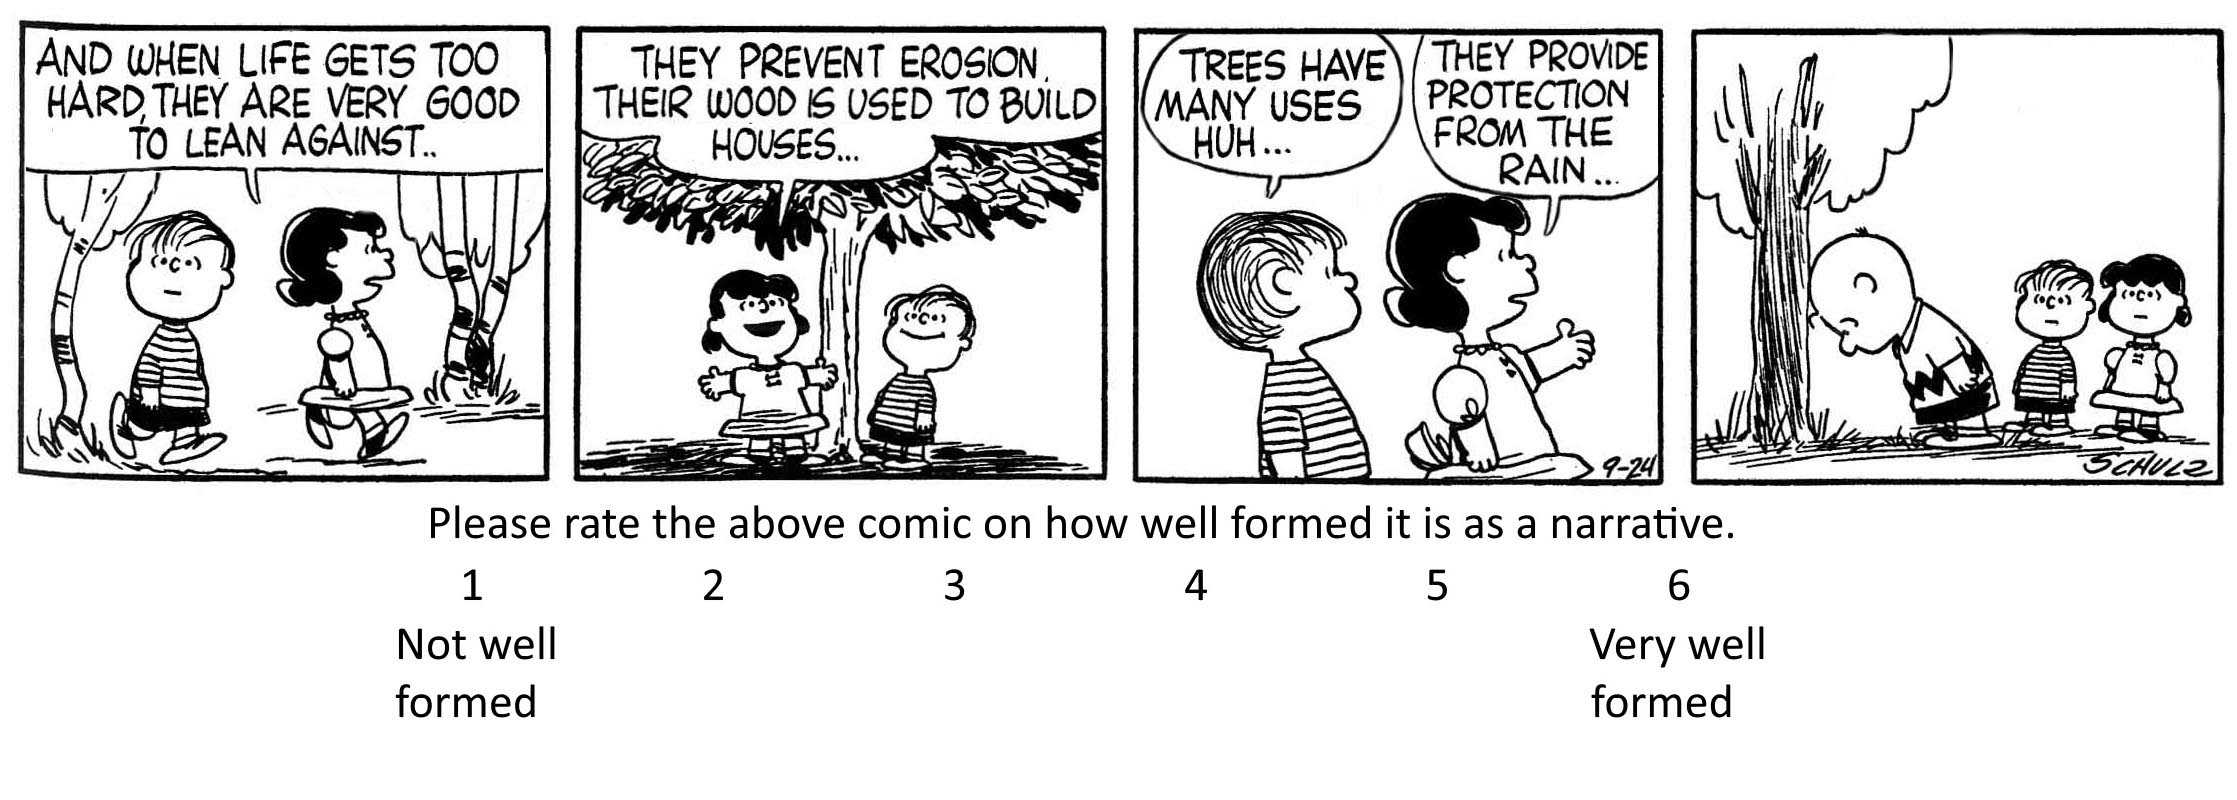 AND WHEN LIFE GETS TOO
HARD, THEY ARE VERY GOOD
TO LEAN AGAINST..
THEY PREVENT EROSION.
THEIR WOOD IS USED TO BUILD
HOUSES...
TREES HAVE
MANY USES
HUH...
THEY PROVIDE
PROTECTION
FROM THE
RAIN...
9-24
SCHULZ
Please rate the above comic on how well formed it is as a narrative.
1 2 3 4 5 6
Not well
formed
Very well
formed